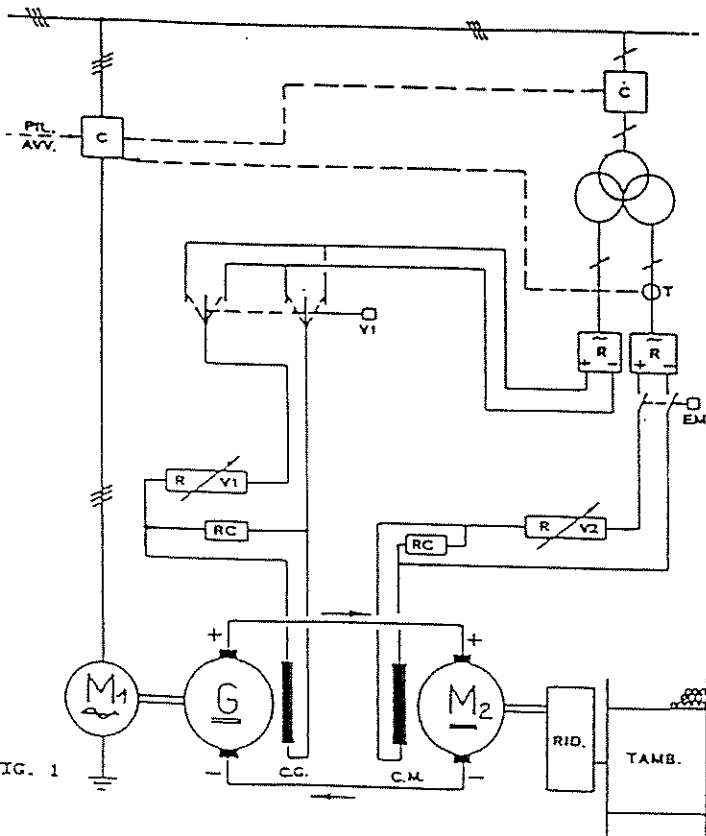 C
PTL.
AVV.
C
T
V1
R
+ -
R
+ -
EM
R V1
RC
R V2
RC
+
+
M1
G
M2
RID.
TAMB.
-
-
IG. 1
C.G.
C.M.